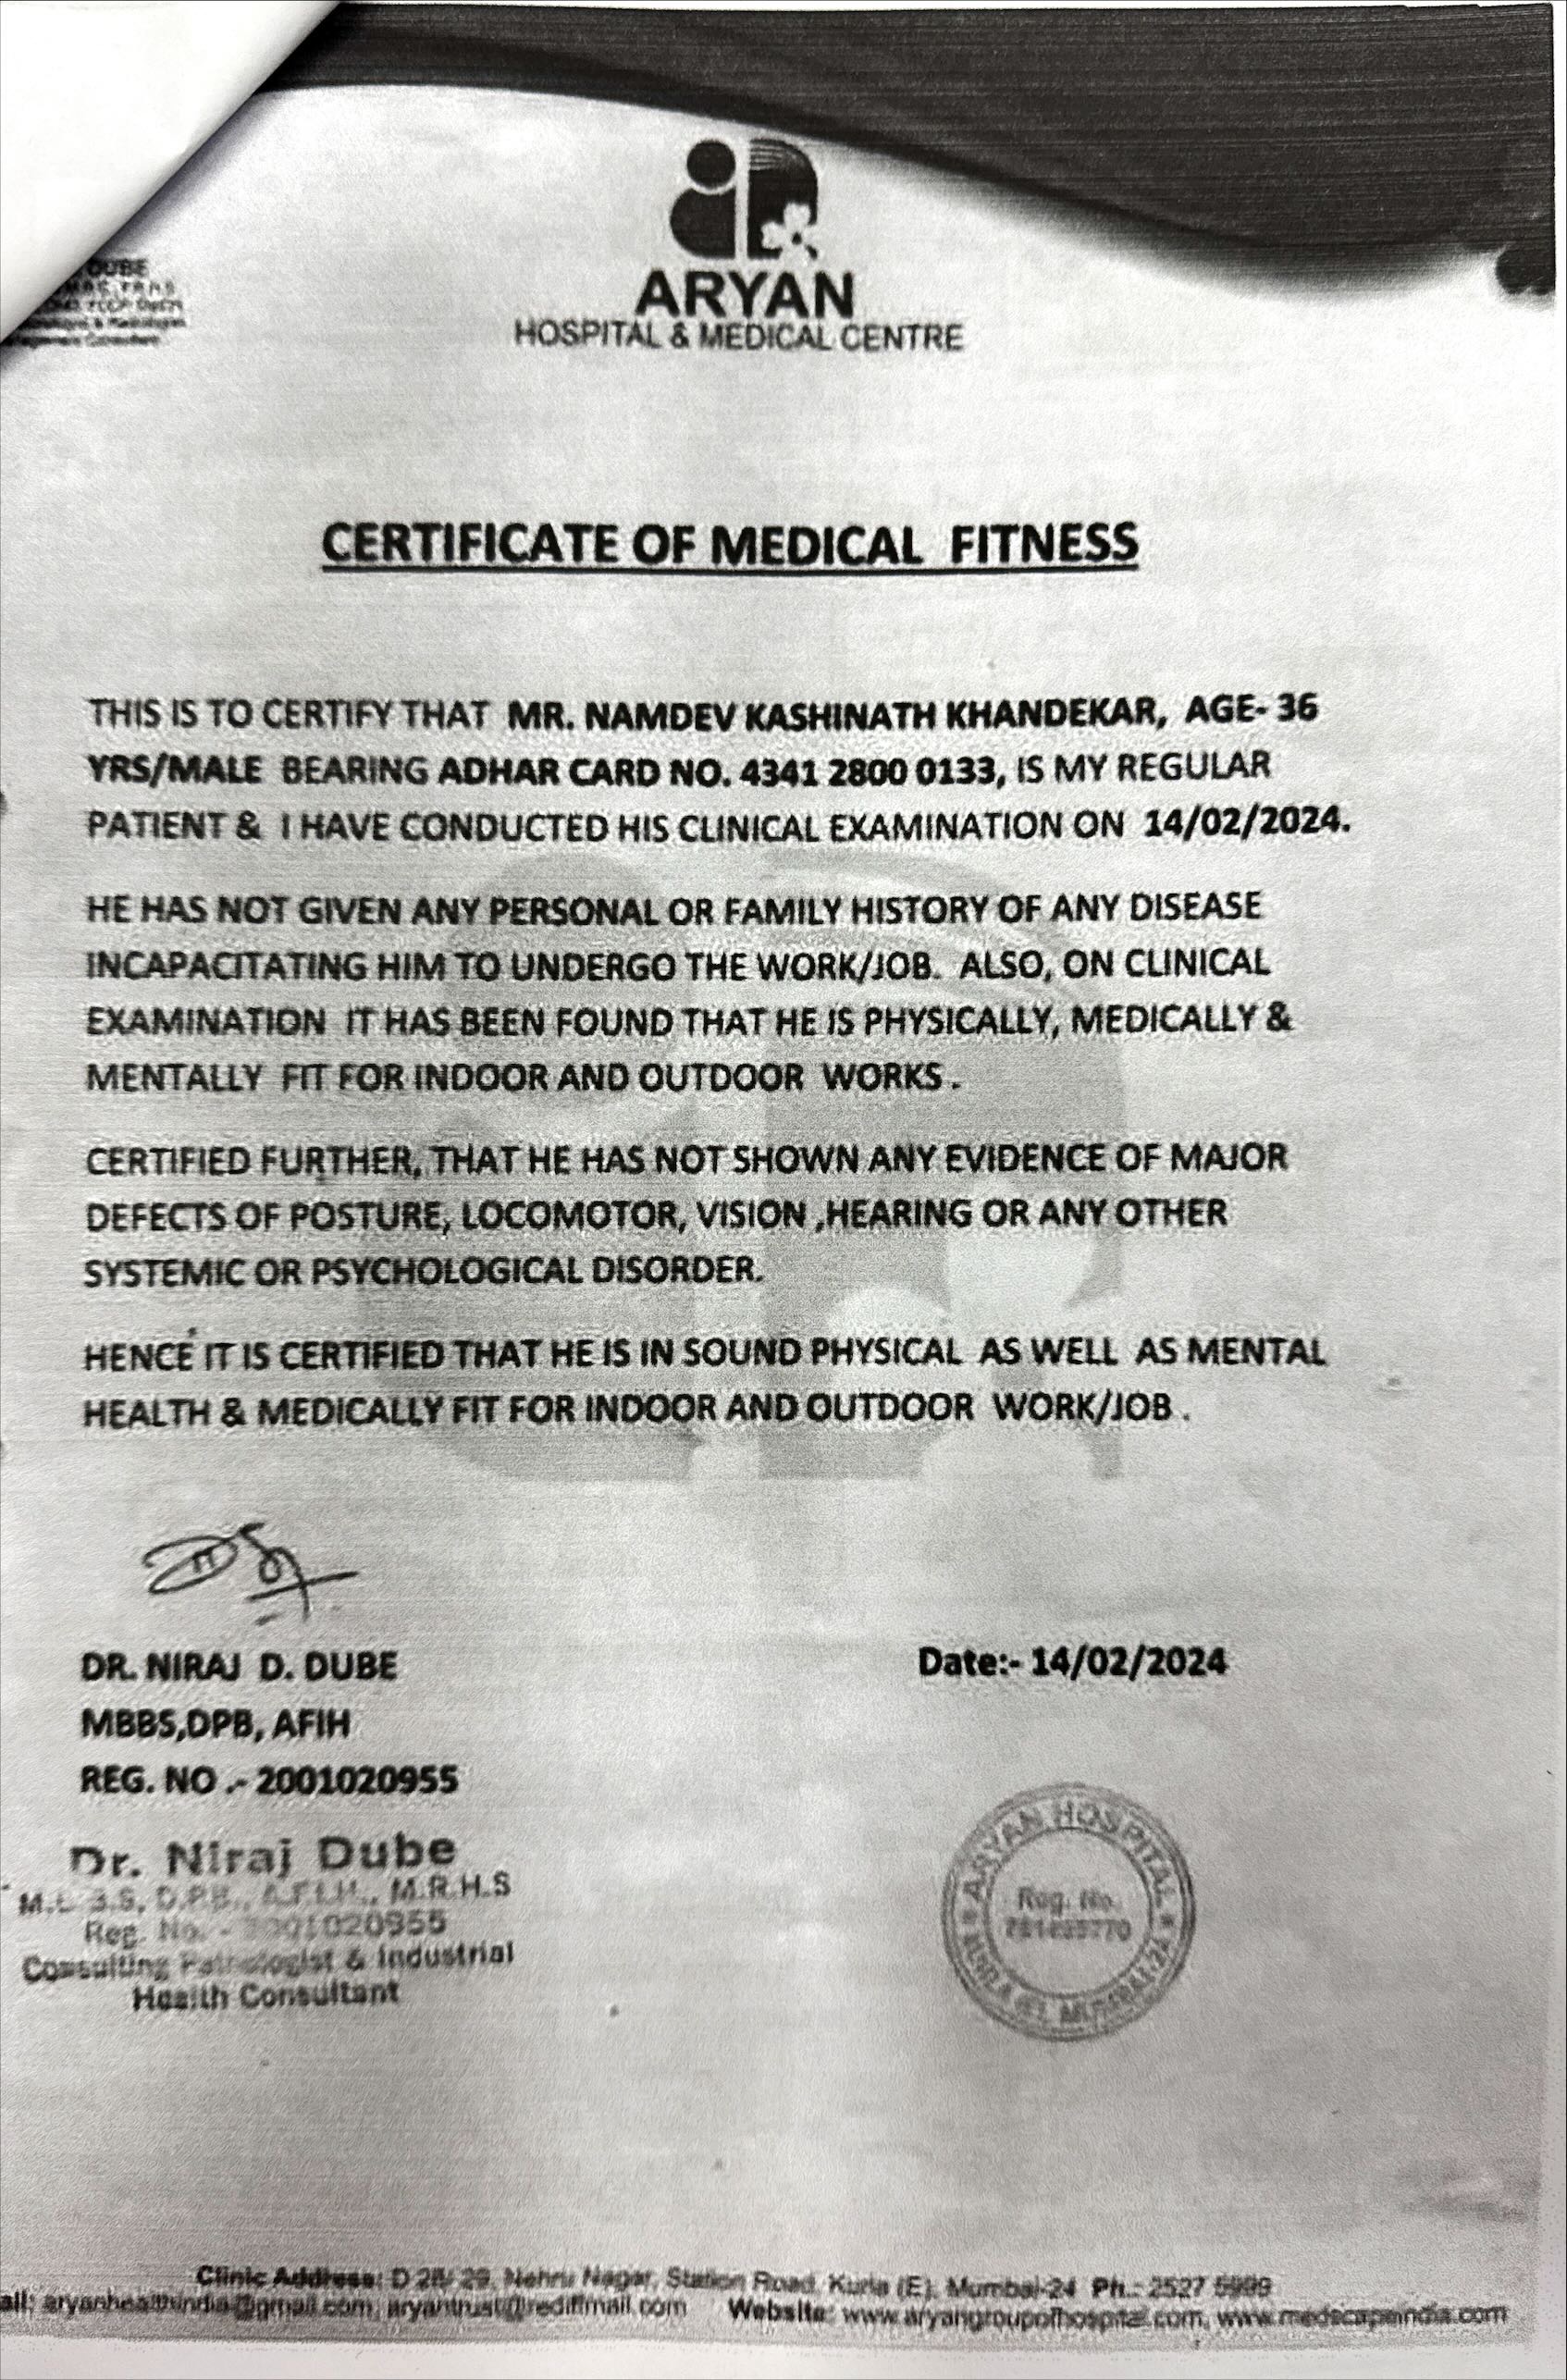 DUBE
ARYAN
HOSPITAL & MEDICAL CENTRE
CERTIFICATE OF MEDICAL FITNESS
THIS IS TO CERTIFY THAT MR. NAMDEV KASHINATH KHANDEKAR, AGE- 36
YRS/MALE BEARING ADHAR CARD NO. 4341 2800 0133, IS MY REGULAR
PATIENT & I HAVE CONDUCTED HIS CLINICAL EXAMINATION ON 14/02/2024.
HE HAS NOT GIVEN ANY PERSONAL OR FAMILY HISTORY OF ANY DISEASE
INCAPACITATING HIM TO UNDERGO THE WORK/JOB. ALSO, ON CLINICAL
EXAMINATION IT HAS BEEN FOUND THAT HE IS PHYSICALLY, MEDICALLY &
MENTALLY FIT FOR INDOOR AND OUTDOOR WORKS.
CERTIFIED FURTHER, THAT HE HAS NOT SHOWN ANY EVIDENCE OF MAJOR
DEFECTS OF POSTURE, LOCOMOTOR, VISION ,HEARING OR ANY OTHER
SYSTEMIC OR PSYCHOLOGICAL DISORDER.
HENCE IT IS CERTIFIED THAT HE IS IN SOUND PHYSICAL AS WELL AS MENTAL
HEALTH & MEDICALLY FIT FOR INDOOR AND OUTDOOR WORK/JOB .
DR. NIRAJ D. DUBE
MBBS,DPB, AFIH
REG. NO .- 2001020955
Date:- 14/02/2024
Dr. Niraj Dube
M.B.B.S, D.P.B., A.F.I.H., M.R.H.S
Reg. No. - 2001020955
Consulting Pathologist & Industrial
Health Consultant
ARYAN HOSPITAL
Reg. No.
KURLA (E), MUMBAI-24
Clinic Address: D 28/ 29, Nehru Nagar, Station Road, Kurla (E), Mumbai-24 Ph.: 2527 5999
aryanhealthindia@gmail.com, aryantrust@rediffmail.com Website: www.aryangroupofhospital.com, www.medscapeindia.com